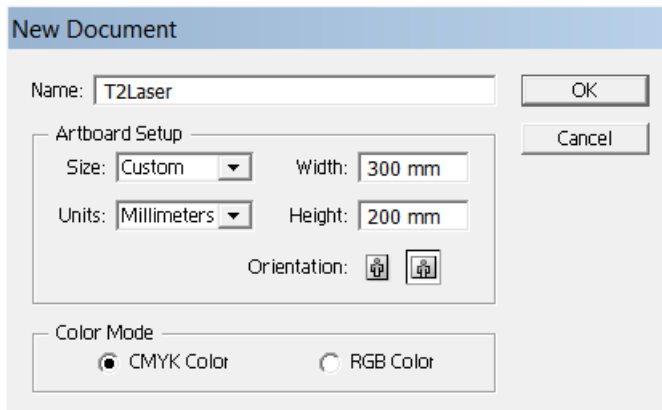 New Document
Name: T2Laser
OK
Cancel
Artboard Setup
Size: Custom Width: 300 mm
Units: Millimeters Height: 200 mm
Orientation:
Color Mode
CMYK Color RGB Color